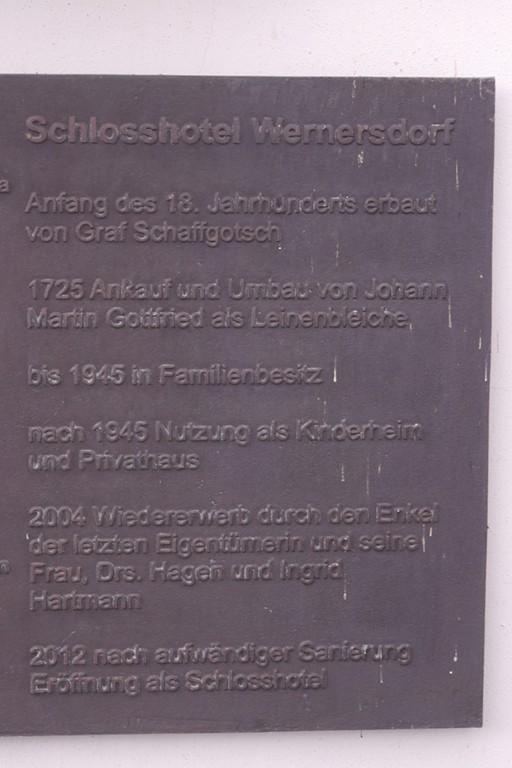 Schlosshotel Wernersdorf
Anfang des 18. Jahrhunderts erbaut
von Graf Schaffgotsch
1725 Ankauf und Umbau von Johann
Martin Gottfried als Leinenbleiche
bis 1945 in Familienbesitz
nach 1945 Nutzung als Kinderheim
und Privathaus
2004 Wiedererwerb durch den Enkel
der letzten Eigentümerin und seine
Frau, Drs. Hagen und Ingrid
Hartmann
2012 nach aufwändiger Sanierung
Eröffnung als Schlosshotel